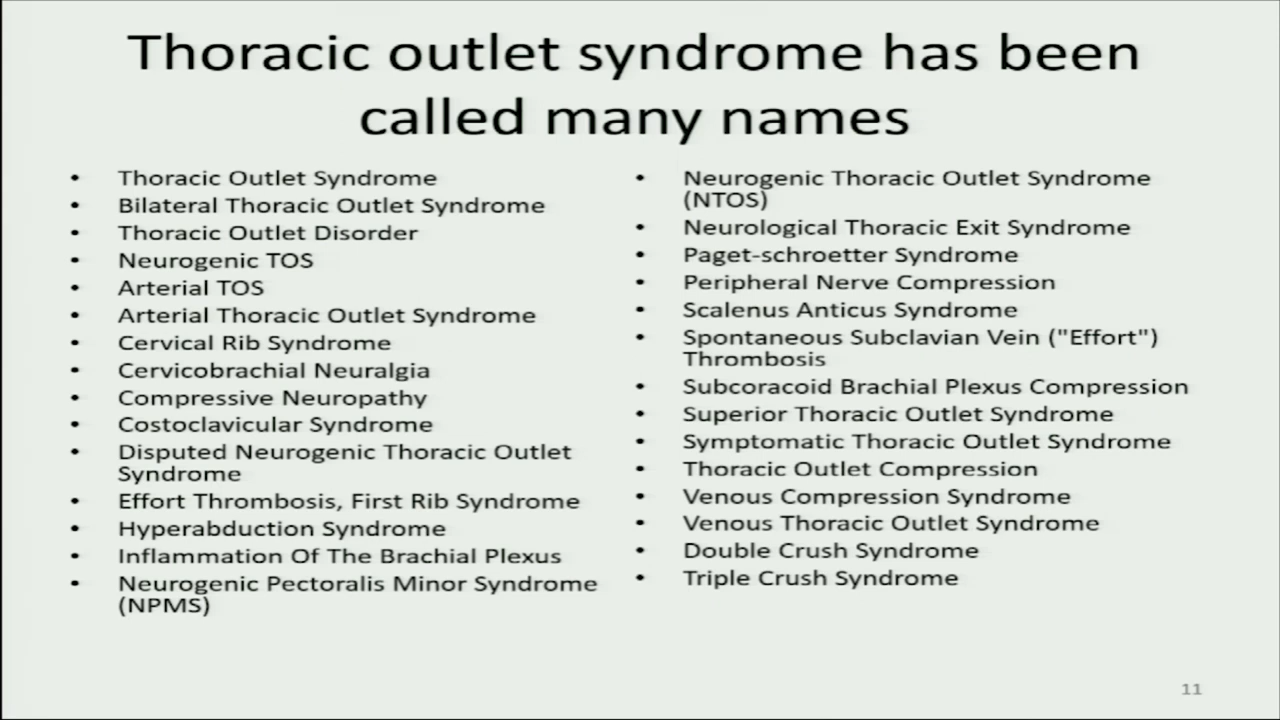 Thoracic outlet syndrome has been
called many names
• Thoracic Outlet Syndrome
• Bilateral Thoracic Outlet Syndrome
• Thoracic Outlet Disorder
• Neurogenic TOS
• Arterial TOS
• Arterial Thoracic Outlet Syndrome
• Cervical Rib Syndrome
• Cervicobrachial Neuralgia
• Compressive Neuropathy
• Costoclavicular Syndrome
• Disputed Neurogenic Thoracic Outlet
Syndrome
• Effort Thrombosis, First Rib Syndrome
• Hyperabduction Syndrome
• Inflammation Of The Brachial Plexus
• Neurogenic Pectoralis Minor Syndrome
(NPMS)
• Neurogenic Thoracic Outlet Syndrome
(NTOS)
• Neurological Thoracic Exit Syndrome
• Paget-schroetter Syndrome
• Peripheral Nerve Compression
• Scalenus Anticus Syndrome
• Spontaneous Subclavian Vein ("Effort")
Thrombosis
• Subcoracoid Brachial Plexus Compression
• Superior Thoracic Outlet Syndrome
• Symptomatic Thoracic Outlet Syndrome
• Thoracic Outlet Compression
• Venous Compression Syndrome
• Venous Thoracic Outlet Syndrome
• Double Crush Syndrome
• Triple Crush Syndrome
11